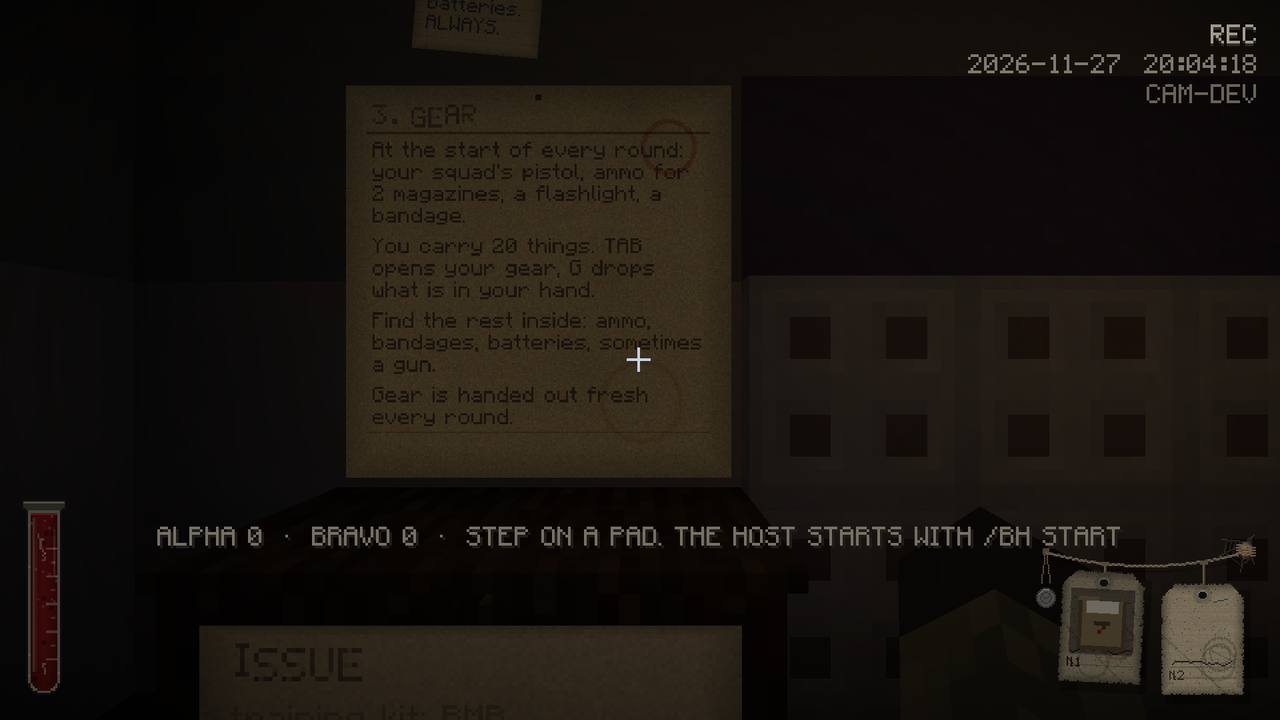 batteries.
ALWAYS.
REC
2026-11-27 20:04:18
CAM-DEV
3. GEAR
At the start of every round:
your squad's pistol, ammo for
2 magazines, a flashlight, a
bandage.
You carry 20 things. TAB
opens your gear, G drops
what is in your hand.
Find the rest inside: ammo,
bandages, batteries, sometimes
a gun.
Gear is handed out fresh
every round.
ALPHA 0 · BRAVO 0 · STEP ON A PAD. THE HOST STARTS WITH /BH START
ISSUE
training kit: BMB
N1
N2